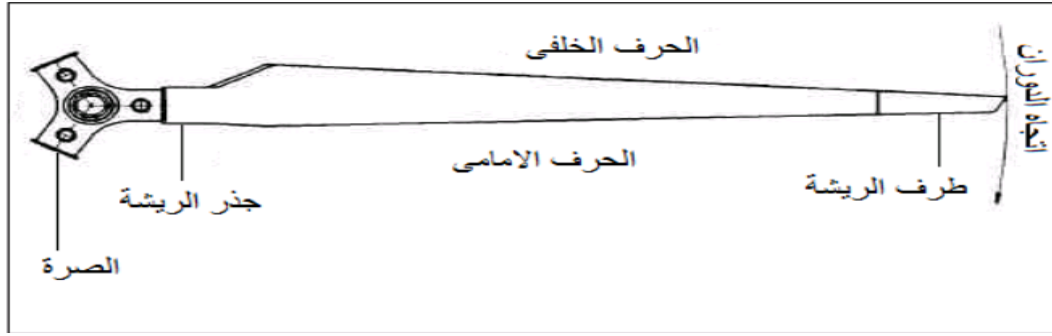 الحرف الخلفى
اتجاه الدوران
الحرف الامامى
طرف الريشة
جذر الريشة
الصرة